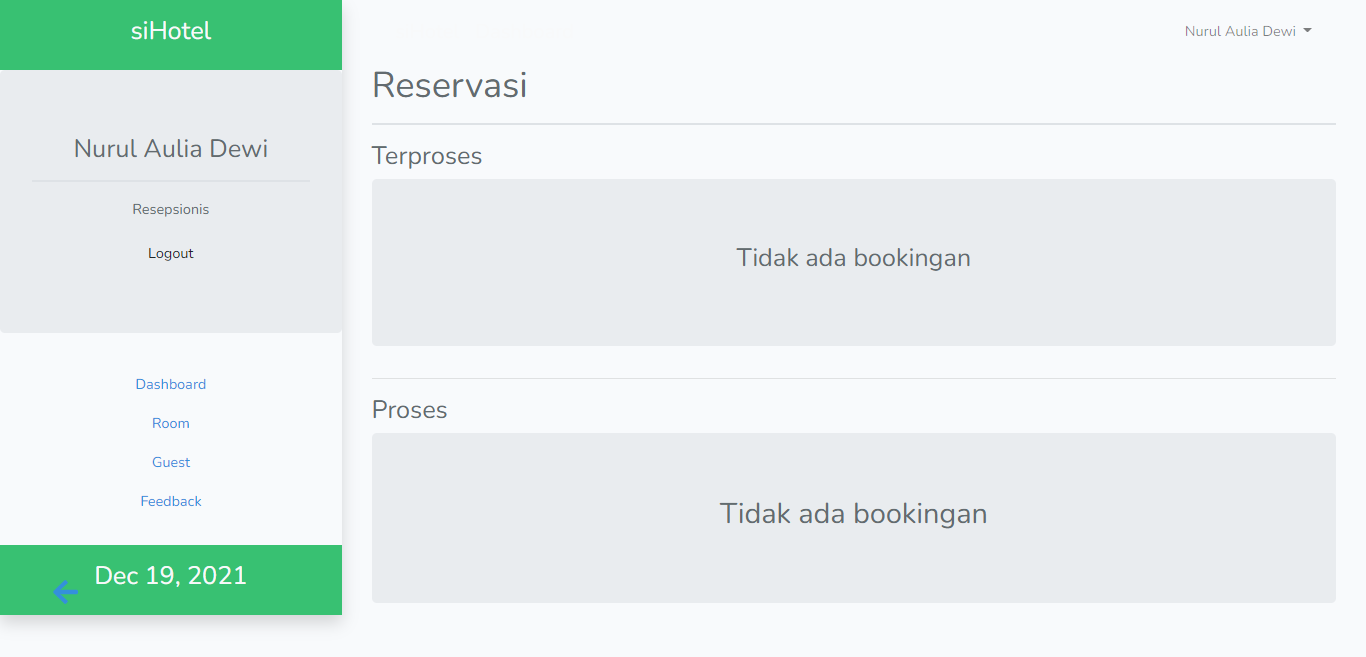 siHotel
Nurul Aulia Dewi
Resepsionis
Logout
Dashboard
Room
Guest
Feedback
Dec 19, 2021
Nurul Aulia Dewi
Reservasi
Terproses
Tidak ada bookingan
Proses
Tidak ada bookingan